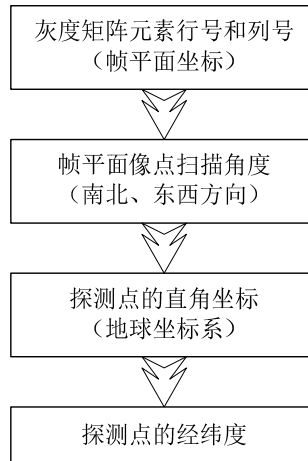 灰度矩阵元素行号和列号
（帧平面坐标）
帧平面像点扫描角度
（南北、东西方向）
探测点的直角坐标
（地球坐标系）
探测点的经纬度